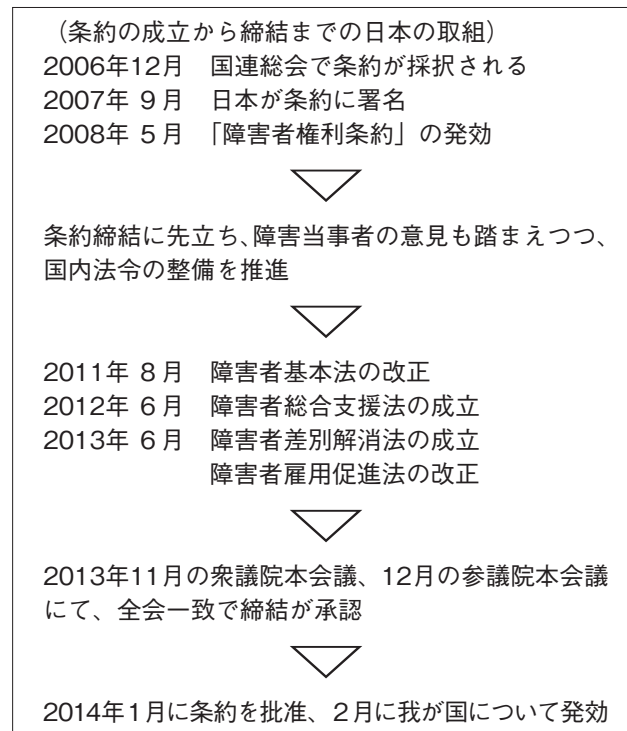 （条約の成立から締結までの日本の取組）
2006年12月　国連総会で条約が採択される
2007年 9月　日本が条約に署名
2008年 5月　「障害者権利条約」の発効
条約締結に先立ち、障害当事者の意見も踏まえつつ、
国内法令の整備を推進
2011年 8月　障害者基本法の改正
2012年 6月　障害者総合支援法の成立
2013年 6月　障害者差別解消法の成立
障害者雇用促進法の改正
2013年11月の衆議院本会議、12月の参議院本会議
にて、全会一致で締結が承認
2014年1月に条約を批准、2月に我が国について発効